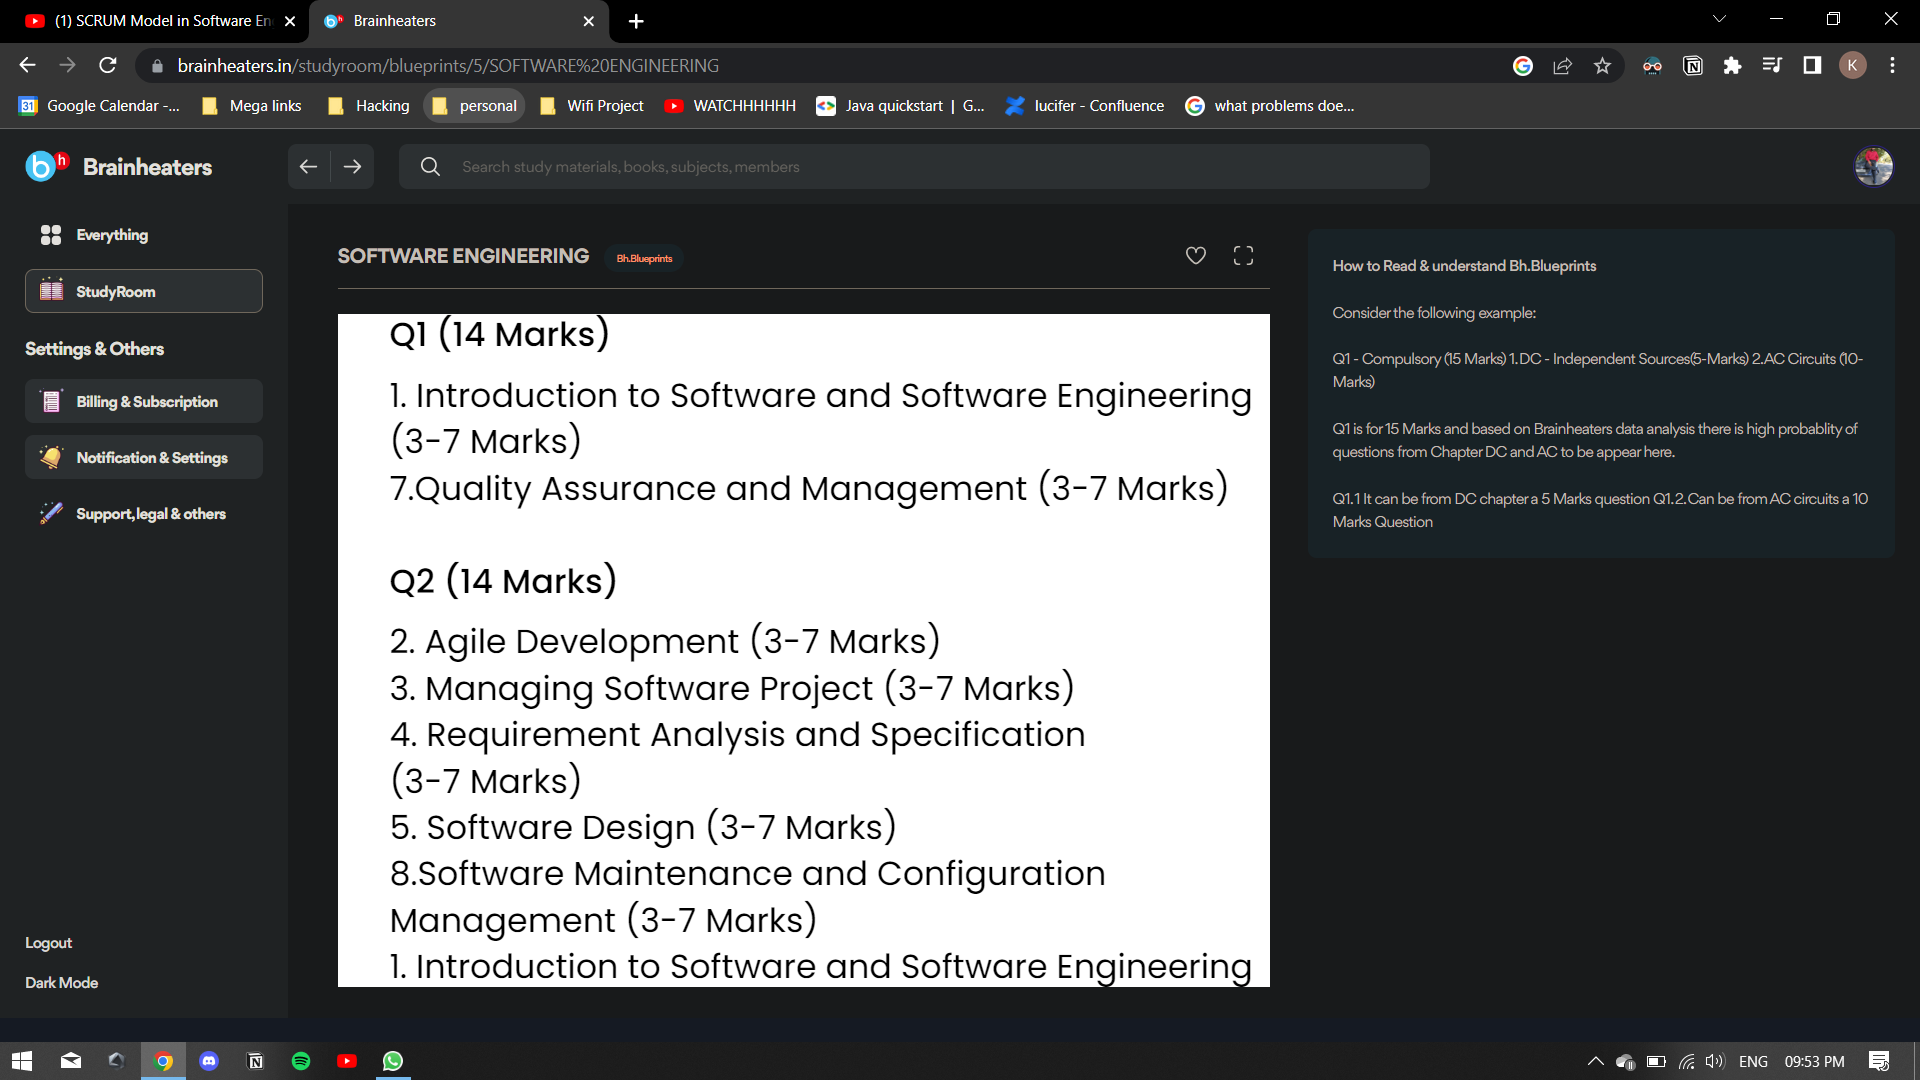 (1) SCRUM Model in Software En
Brainheaters
brainheaters.in/studyroom/blueprints/5/SOFTWARE%20ENGINEERING
K
31 Google Calendar -...
Mega links
Hacking
personal
Wifi Project
WATCHHHHHH
Java quickstart | G...
lucifer - Confluence
what problems doe...
b h Brainheaters
Search study materials, books, subjects, members
Everything
StudyRoom
Settings & Others
Billing & Subscription
Notification & Settings
Support, legal & others
Logout
Dark Mode
SOFTWARE ENGINEERING
Bh.Blueprints
Q1 (14 Marks)
1. Introduction to Software and Software Engineering
(3-7 Marks)
7.Quality Assurance and Management (3-7 Marks)
Q2 (14 Marks)
2. Agile Development (3-7 Marks)
3. Managing Software Project (3-7 Marks)
4. Requirement Analysis and Specification
(3-7 Marks)
5. Software Design (3-7 Marks)
8.Software Maintenance and Configuration
Management (3-7 Marks)
1. Introduction to Software and Software Engineering
How to Read & understand Bh.Blueprints
Consider the following example:
Q1 - Compulsory (15 Marks) 1. DC - Independent Sources(5-Marks) 2.AC Circuits (10-
Marks)
Q1 is for 15 Marks and based on Brainheaters data analysis there is high probablity of
questions from Chapter DC and AC to be appear here.
Q1.1 It can be from DC chapter a 5 Marks question Q1.2. Can be from AC circuits a 10
Marks Question
ENG
09:53 PM